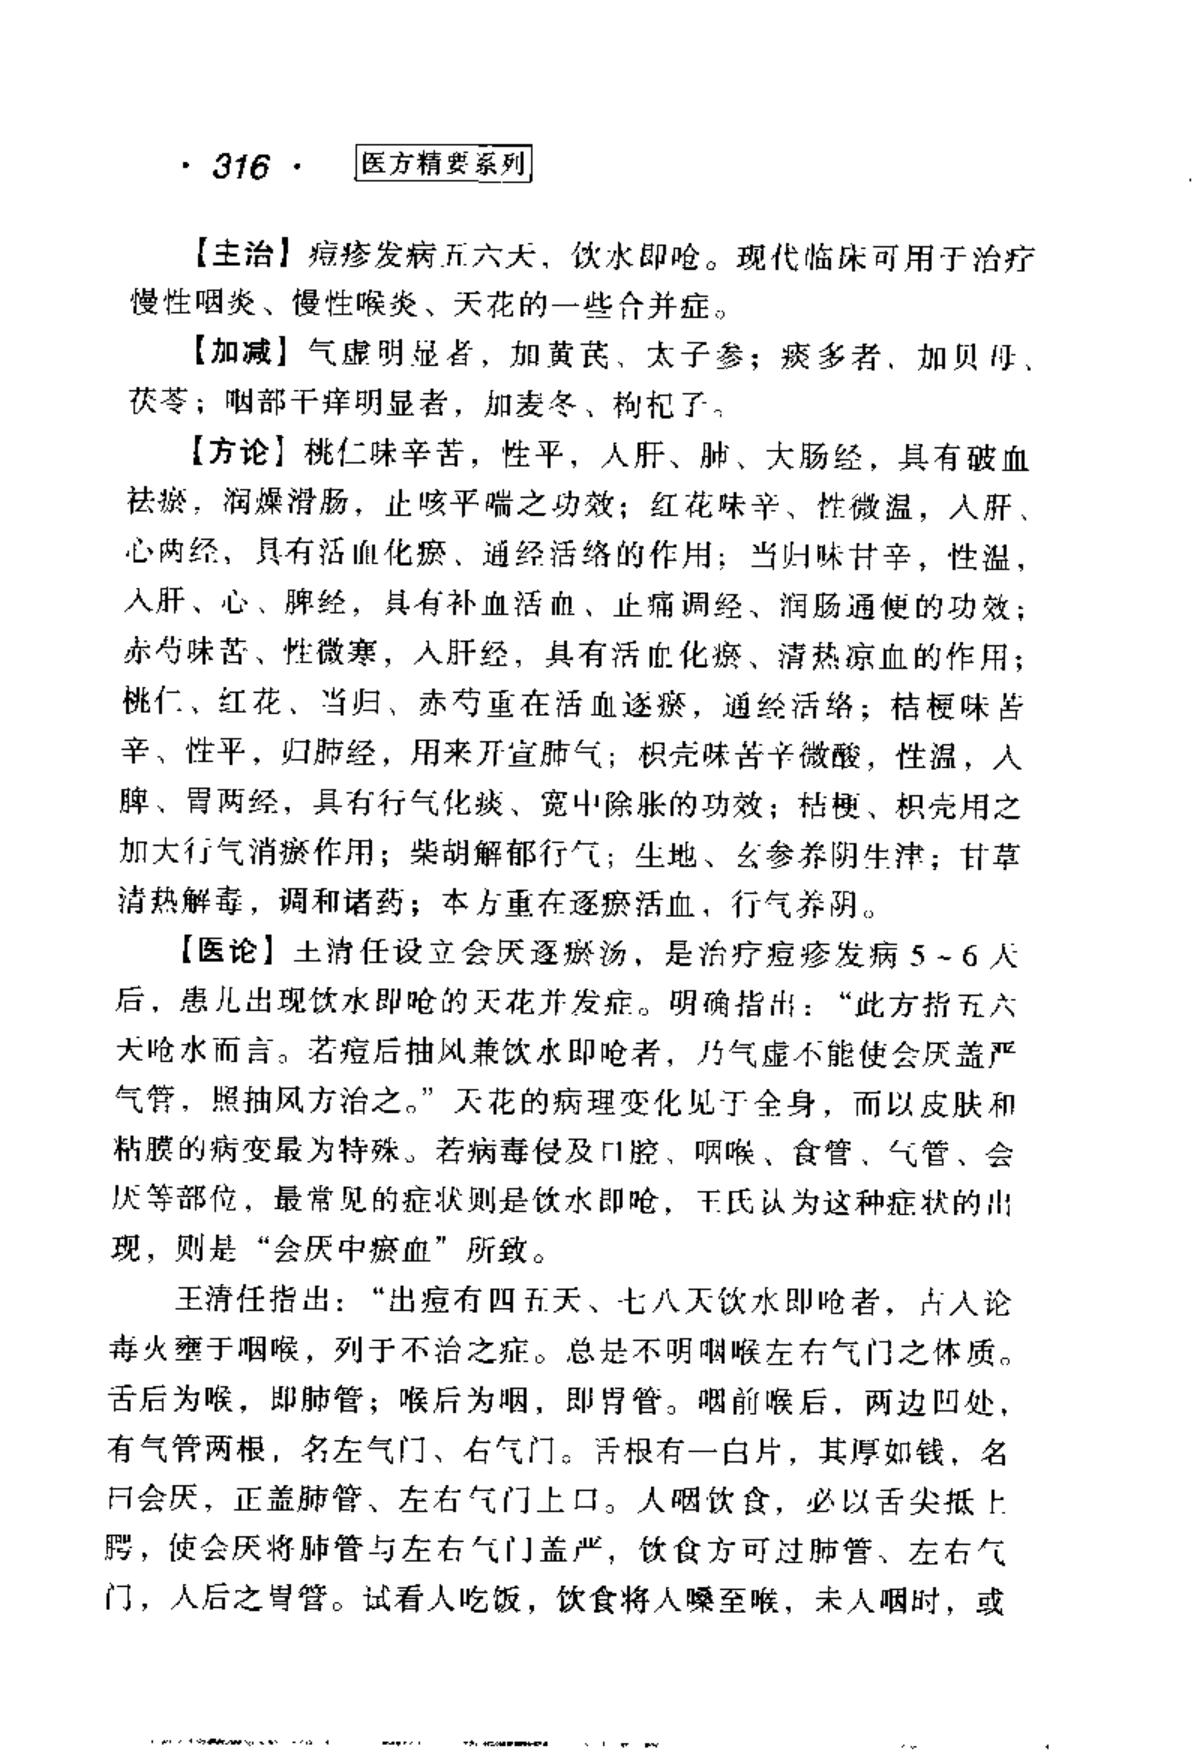 · 316 · 医方精要系列
【主治】痘疹发病五六天，饮水即呛。现代临床可用于治疗
慢性咽炎、慢性喉炎、天花的一些合并症。
【加减】气虚明显者，加黄芪、太子参；痰多者，加贝母、
茯苓；咽部干痒明显者，加麦冬、枸杞子。
【方论】桃仁味辛苦，性平，入肝、肺、大肠经，具有破血
祛瘀，润燥滑肠，止咳平喘之功效；红花味辛、性微温，入肝、
心两经，具有活血化瘀、通经活络的作用；当归味甘辛，性温，
入肝、心、脾经，具有补血活血、止痛调经、润肠通便的功效；
赤芍味苦、性微寒，入肝经，具有活血化瘀、清热凉血的作用；
桃仁、红花、当归、赤芍重在活血逐瘀，通经活络；桔梗味苦
辛、性平，归肺经，用来开宣肺气；枳壳味苦辛微酸，性温，入
脾、胃两经，具有行气化痰、宽中除胀的功效；桔梗、枳壳用之
加大行气消瘀作用；柴胡解郁行气；生地、玄参养阴生津；甘草
清热解毒，调和诸药；本方重在逐瘀活血，行气养阴。
【医论】王清任设立会厌逐瘀汤，是治疗痘疹发病 5～6 天
后，患儿出现饮水即呛的天花并发症。明确指出：“此方指五六
天呛水而言。若痘后抽风兼饮水即呛者，乃气虚不能使会厌盖严
气管，照抽风方治之。”天花的病理变化见于全身，而以皮肤和
粘膜的病变最为特殊。若病毒侵及口腔、咽喉、食管、气管、会
厌等部位，最常见的症状则是饮水即呛，王氏认为这种症状的出
现，则是“会厌中瘀血”所致。
王清任指出：“出痘有四五天、七八天饮水即呛者，古人论
毒火壅于咽喉，列于不治之症。总是不明咽喉左右气门之体质。
舌后为喉，即肺管；喉后为咽，即胃管。咽前喉后，两边凹处，
有气管两根，名左气门、右气门。舌根有一白片，其厚如钱，名
曰会厌，正盖肺管、左右气门上口。人咽饮食，必以舌尖抵上
腭，使会厌将肺管与左右气门盖严，饮食方可过肺管、左右气
门，入后之胃管。试看人吃饭，饮食将入嗓至喉，未入咽时，或